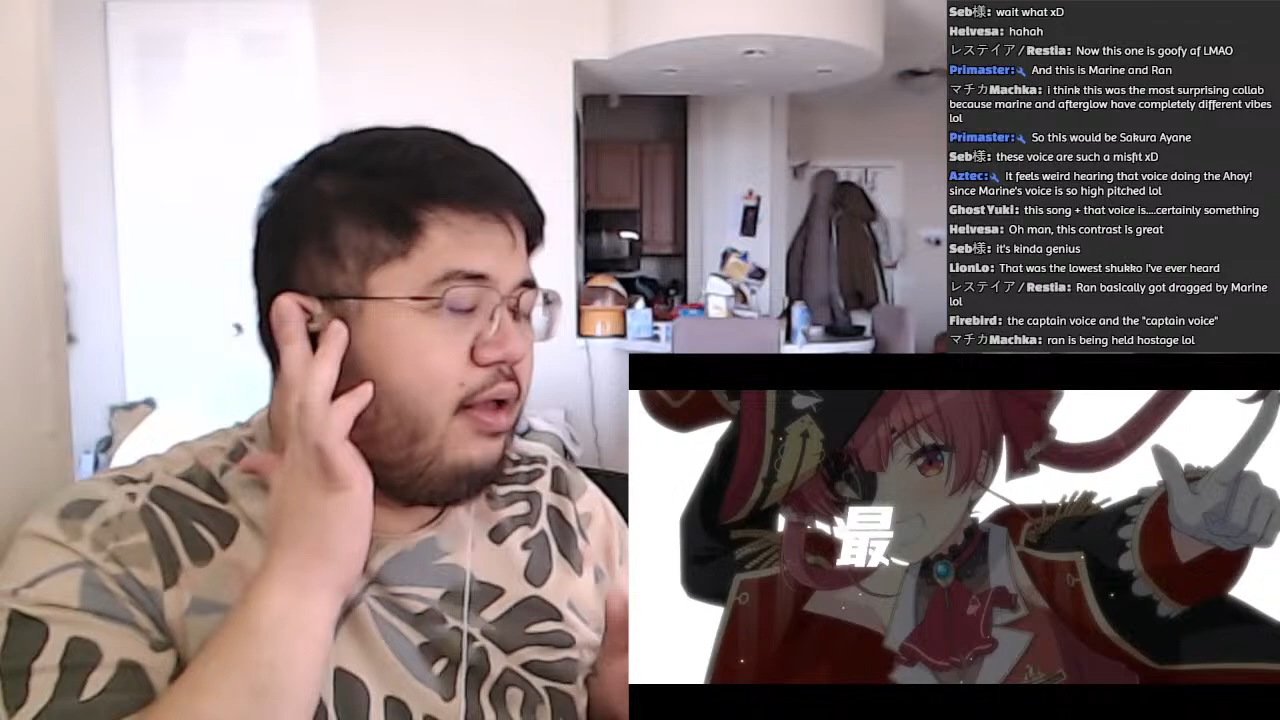 Seb様: wait what xD
Helvesa: hahah
レステイア/Restia: Now this one is goofy af LMAO
Primaster: And this is Marine and Ran
マチカMachka: i think this was the most surprising collab
because marine and afterglow have completely different vibes
lol
Primaster: So this would be Sakura Ayane
Seb様: these voice are such a misfit xD
Aztec: It feels weird hearing that voice doing the Ahoy!
since Marine's voice is so high pitched lol
Ghost Yuki: this song + that voice is....certainly something
Helvesa: Oh man, this contrast is great
Seb様: it's kinda genius
LionLo: That was the lowest shukko I've ever heard
レステイア/Restia: Ran basically got dragged by Marine
lol
Firebird: the captain voice and the "captain voice"
マチカMachka: ran is being held hostage lol
最